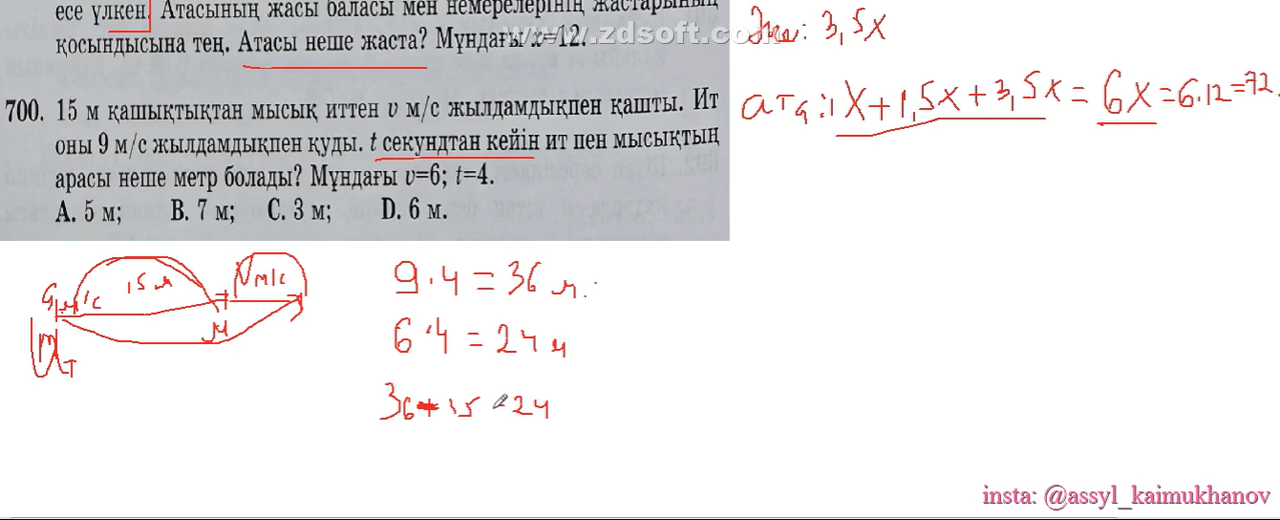 есе үлкен. Атасының жасы баласы мен немерелерінің жастарының
қосындысына тең. Атасы неше жаста? Мұндағы x=12.
www.zdsoft.com
700. 15 м қашықтықтан мысық иттен v м/с жылдамдықпен қашты. Ит
оны 9 м/с жылдамдықпен қуды. t секундтан кейін ит пен мысықтың
арасы неше метр болады? Мұндағы v=6; t=4.
A. 5 м; B. 7 м; C. 3 м; D. 6 м.
3,5x
x+1,5x+3,5x=6x=6.12=72.
15 м
V м/с
9 м/с
М
9.4=36 м.
6.4=24 м
36 15 24
insta: @assyl_kaimukhanov